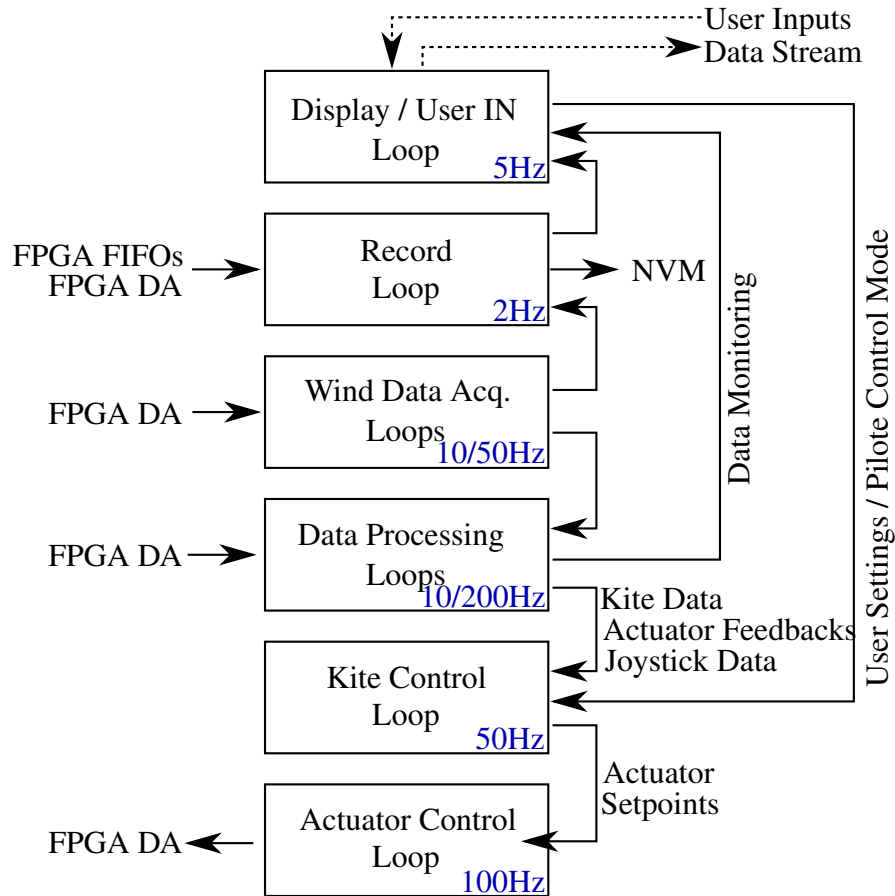 User Inputs
Data Stream
Display / User IN
Loop
5Hz
FPGA FIFOs
FPGA DA
Record
Loop
2Hz
NVM
FPGA DA
Wind Data Acq.
Loops
10/50Hz
FPGA DA
Data Processing
Loops
10/200Hz
Data Monitoring
User Settings / Pilote Control Mode
Kite Data
Actuator Feedbacks
Joystick Data
Kite Control
Loop
50Hz
Actuator
Setpoints
FPGA DA
Actuator Control
Loop
100Hz